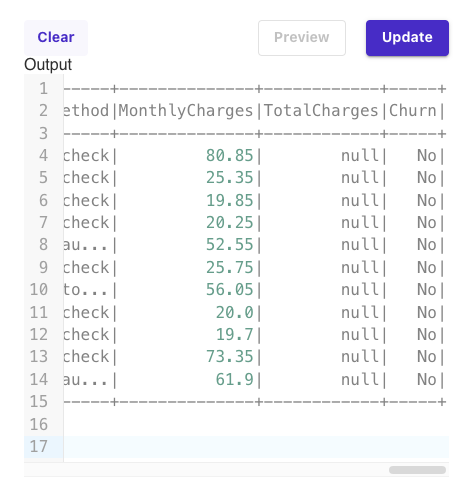 Clear Preview Update
Output
1 -----+--------------+------------+-----+
2 ethod|MonthlyCharges|TotalCharges|Churn|
3 -----+--------------+------------+-----+
4 check|         80.85|        null|   No|
5 check|         25.35|        null|   No|
6 check|         19.85|        null|   No|
7 check|         20.25|        null|   No|
8 au...|         52.55|        null|   No|
9 check|         25.75|        null|   No|
10 to...|         56.05|        null|   No|
11 check|          20.0|        null|   No|
12 check|          19.7|        null|   No|
13 check|         73.35|        null|   No|
14 au...|          61.9|        null|   No|
15 -----+--------------+------------+-----+
16
17